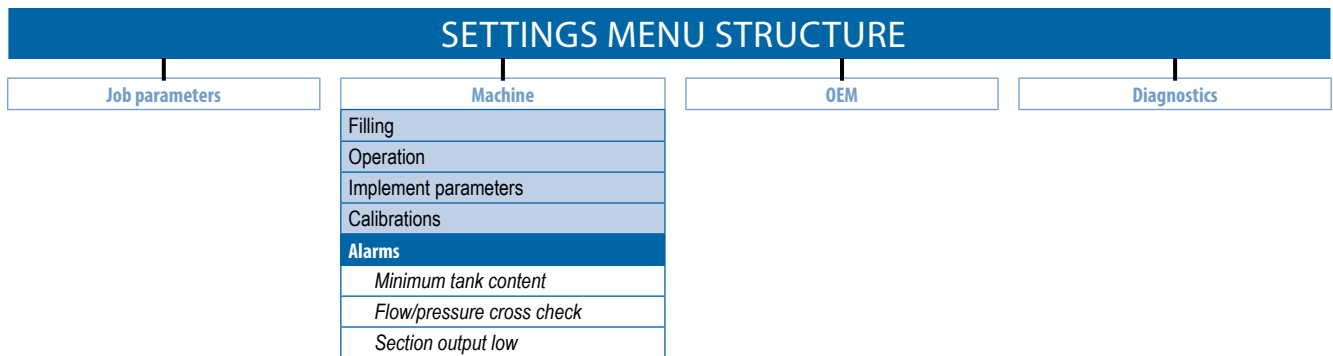 SETTINGS MENU STRUCTURE
Job parameters
Machine
OEM
Diagnostics
Filling
Operation
Implement parameters
Calibrations
Alarms
Minimum tank content
Flow/pressure cross check
Section output low